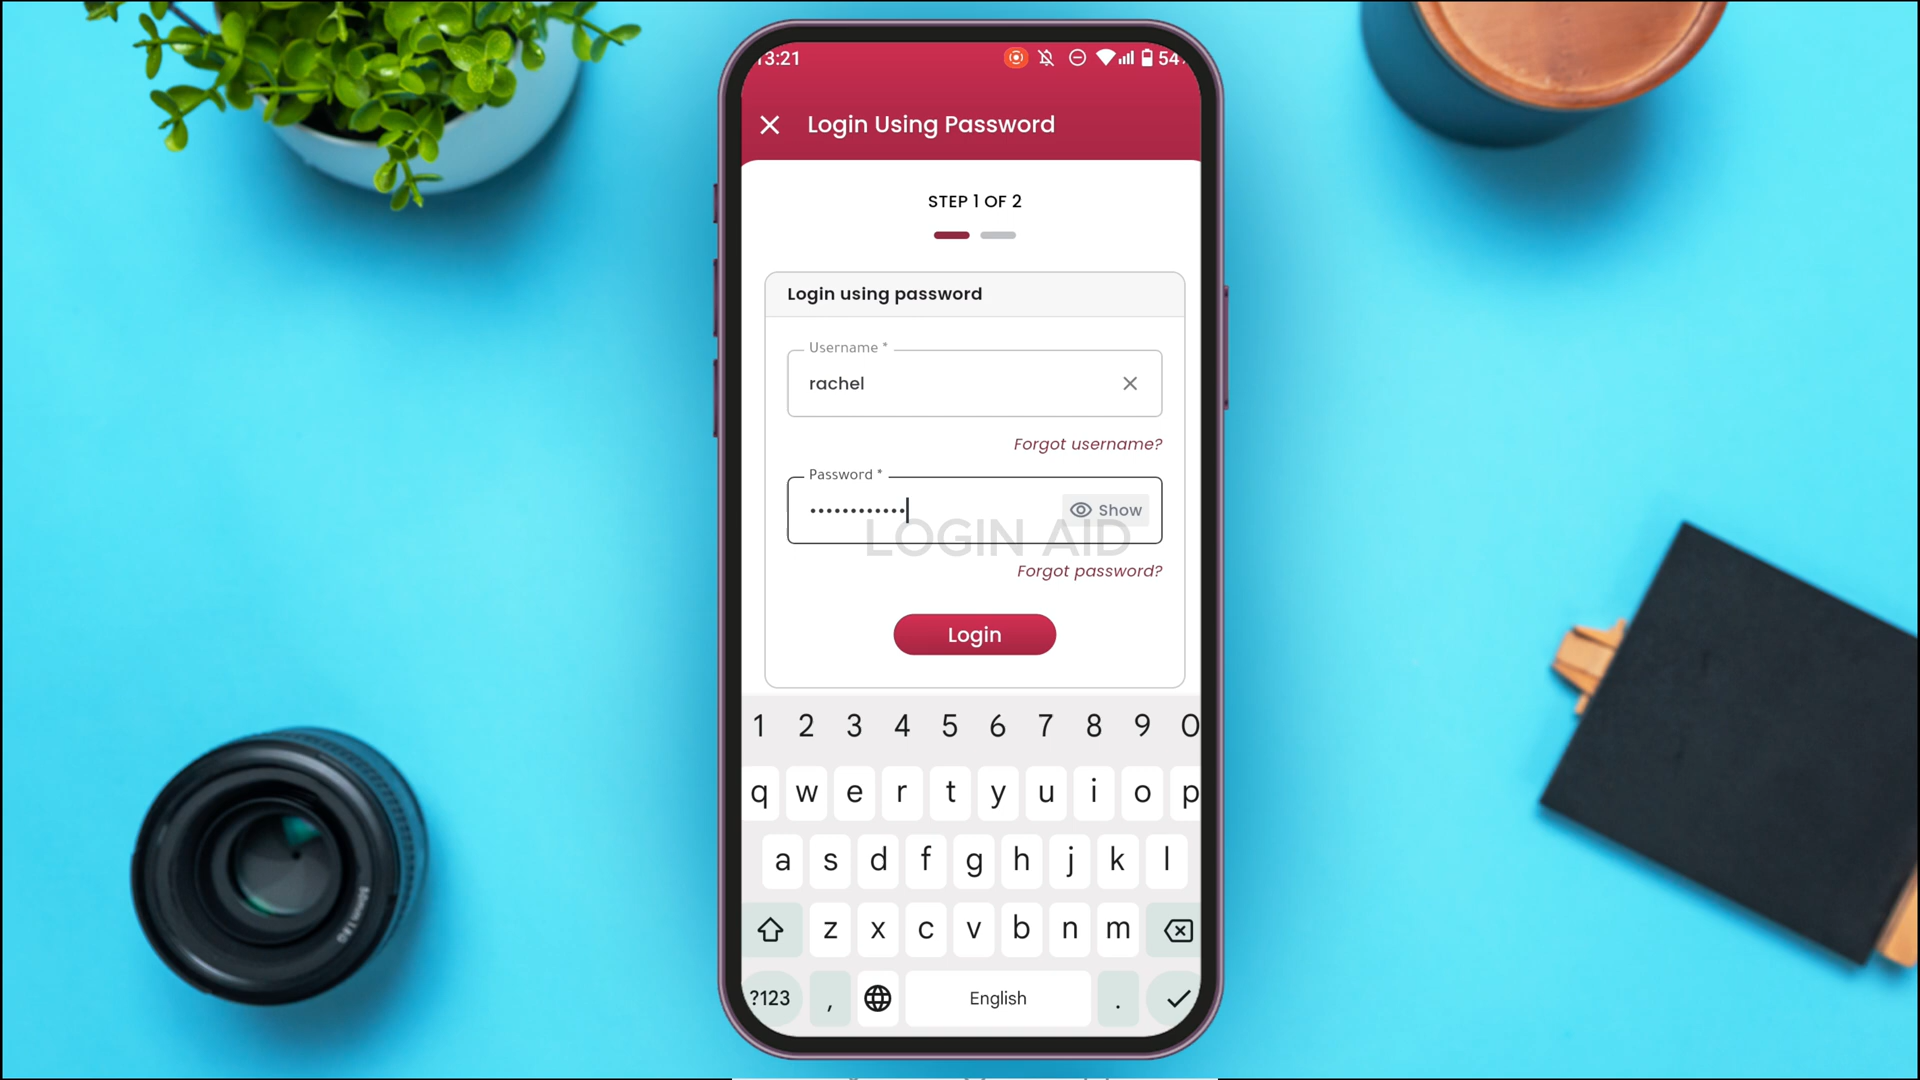 13:21 54
Login Using Password
STEP 1 OF 2
Login using password
Username *
rachel
Forgot username?
Password *
•••••••••••• Show
LOGIN AID
Forgot password?
Login
1 2 3 4 5 6 7 8 9 0
q w e r t y u i o p
a s d f g h j k l
z x c v b n m
?123 , English .